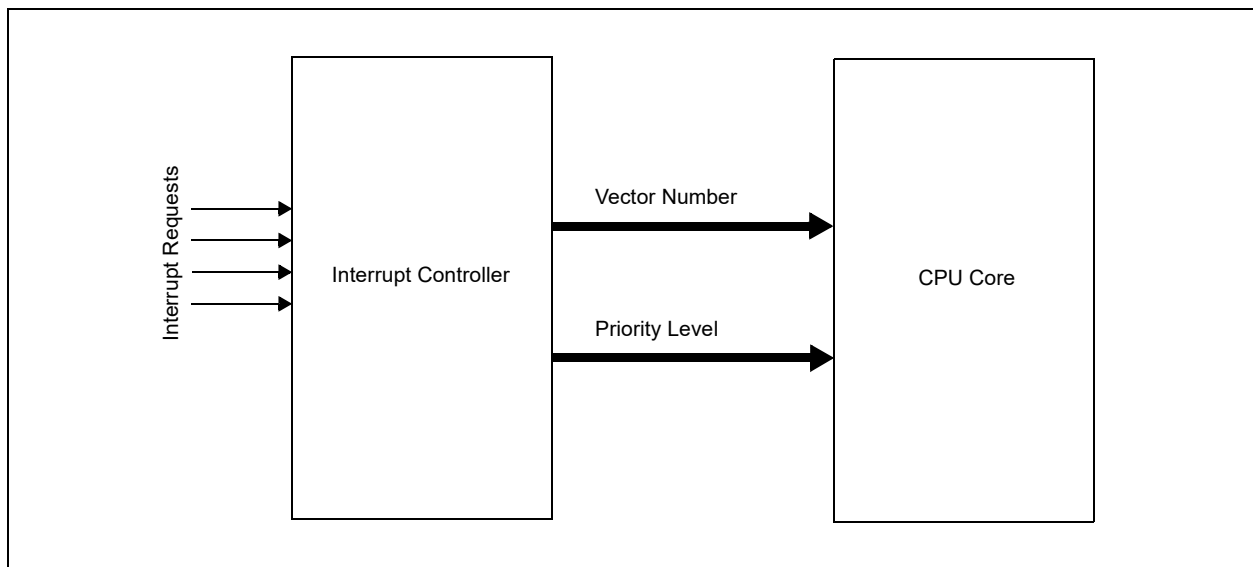 Interrupt Requests
Interrupt Controller
Vector Number
Priority Level
CPU Core